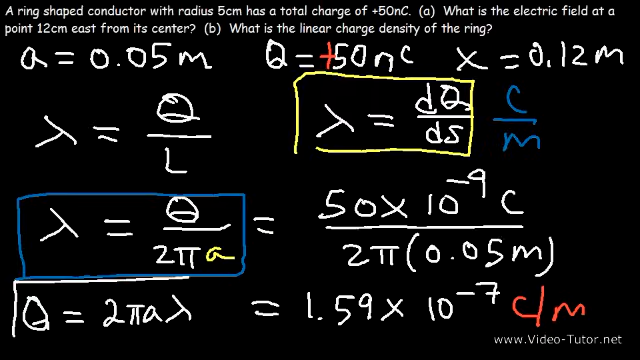 A ring shaped conductor with radius 5cm has a total charge of +50nC. (a) What is the electric field at a
point 12cm east from its center? (b) What is the linear charge density of the ring?
a = 0.05m Q = +50nC x = 0.12m
λ = Q/L λ = dQ/ds C/m
λ = Q/2πa = 50 x 10⁻⁹ C / 2π(0.05m)
Q = 2πaλ = 1.59 x 10⁻⁷ C/m
www.Video-Tutor.net